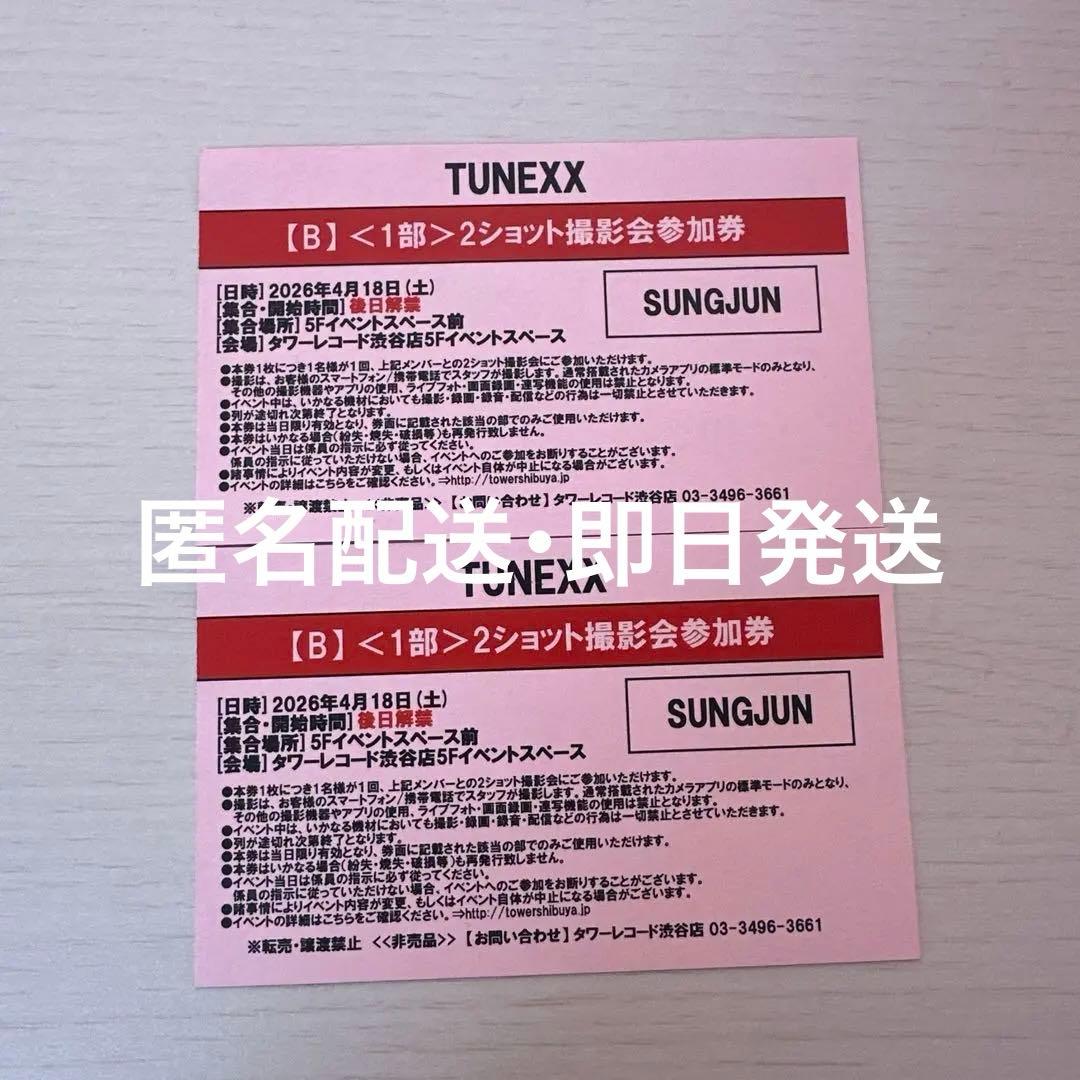 TUNEXX
【B】＜1部＞2ショット撮影会参加券
[日時] 2026年4月18日(土)
[集合・開始時間] 後日解禁
[集合場所] 5Fイベントスペース前
[会場] タワーレコード渋谷店5Fイベントスペース
SUNGJUN
●本券1枚につき1名様が1回、上記メンバーとの2ショット撮影会にご参加いただけます。
●撮影は、お客様のスマートフォン/携帯電話でスタッフが撮影します。通常搭載されたカメラアプリの標準モードのみとなり、
その他の撮影機器やアプリの使用、ライブフォト・画面録画・連写機能の使用は禁止となります。
●イベント中は、いかなる機材においても撮影・録画・録音・配信などの行為は一切禁止とさせていただきます。
●列が途切れ次第終了となります。
●本券は当日限り有効となり、券面に記載された該当の部でのみご使用いただけます。
●本券はいかなる場合(紛失・焼失・破損等)も再発行致しません。
●イベント当日は係員の指示に必ず従ってください。
係員の指示に従っていただけない場合、イベントへのご参加をお断りすることがございます。
●諸事情によりイベント内容が変更、もしくはイベント自体が中止になる場合がございます。
●イベントの詳細はこちらをご確認ください。⇒http://towershibuya.jp
※ 譲渡 非売品>> 【お問い合わせ】タワーレコード渋谷店 03-3496-3661
匿名配送・即日発送
TUNEXX
【B】＜1部＞2ショット撮影会参加券
[日時] 2026年4月18日(土)
[集合・開始時間] 後日解禁
[集合場所] 5Fイベントスペース前
[会場] タワーレコード渋谷店5Fイベントスペース
SUNGJUN
●本券1枚につき1名様が1回、上記メンバーとの2ショット撮影会にご参加いただけます。
●撮影は、お客様のスマートフォン/携帯電話でスタッフが撮影します。通常搭載されたカメラアプリの標準モードのみとなり、
その他の撮影機器やアプリの使用、ライブフォト・画面録画・連写機能の使用は禁止となります。
●イベント中は、いかなる機材においても撮影・録画・録音・配信などの行為は一切禁止とさせていただきます。
●列が途切れ次第終了となります。
●本券は当日限り有効となり、券面に記載された該当の部でのみご使用いただけます。
●本券はいかなる場合(紛失・焼失・破損等)も再発行致しません。
●イベント当日は係員の指示に必ず従ってください。
係員の指示に従っていただけない場合、イベントへのご参加をお断りすることがございます。
●諸事情によりイベント内容が変更、もしくはイベント自体が中止になる場合がございます。
●イベントの詳細はこちらをご確認ください。⇒http://towershibuya.jp
※転売・譲渡禁止 <<非売品>> 【お問い合わせ】タワーレコード渋谷店 03-3496-3661